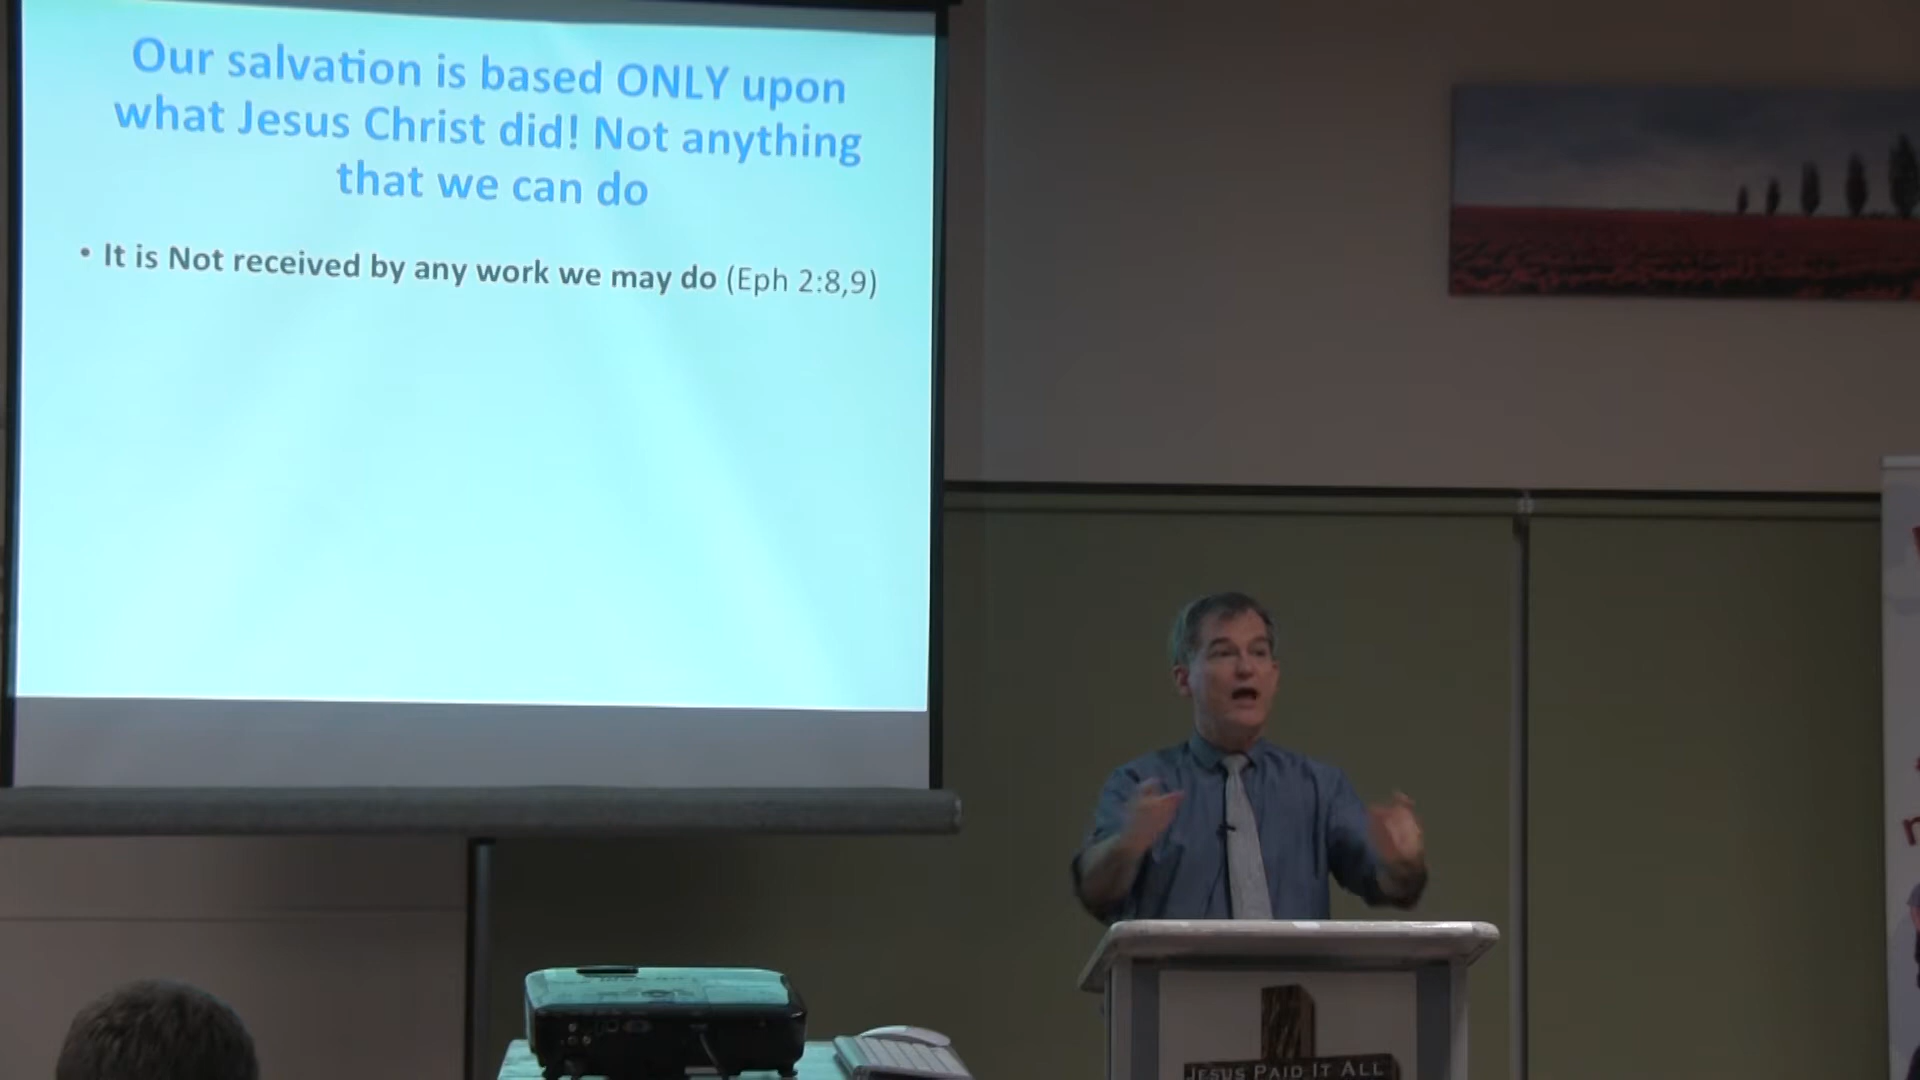 Our salvation is based ONLY upon
what Jesus Christ did! Not anything
that we can do
• It is Not received by any work we may do (Eph 2:8,9)
JESUS PAID IT ALL